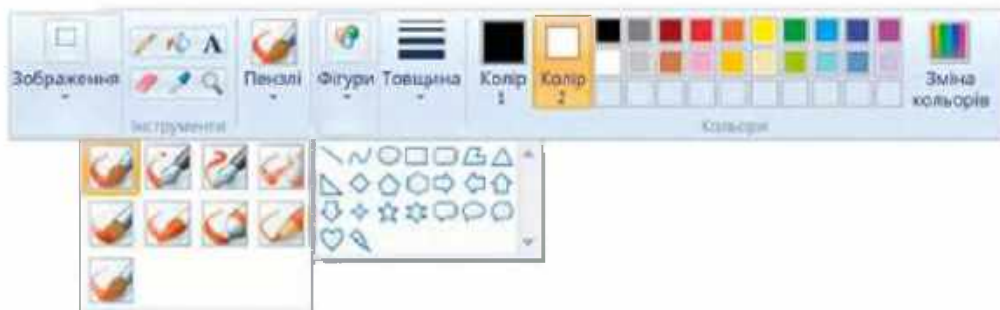 A
Зображення
Пензлі
Фігури
Товщина
Колір
1
Колір
2
Зміна
кольорів
Інструменти
Кольори